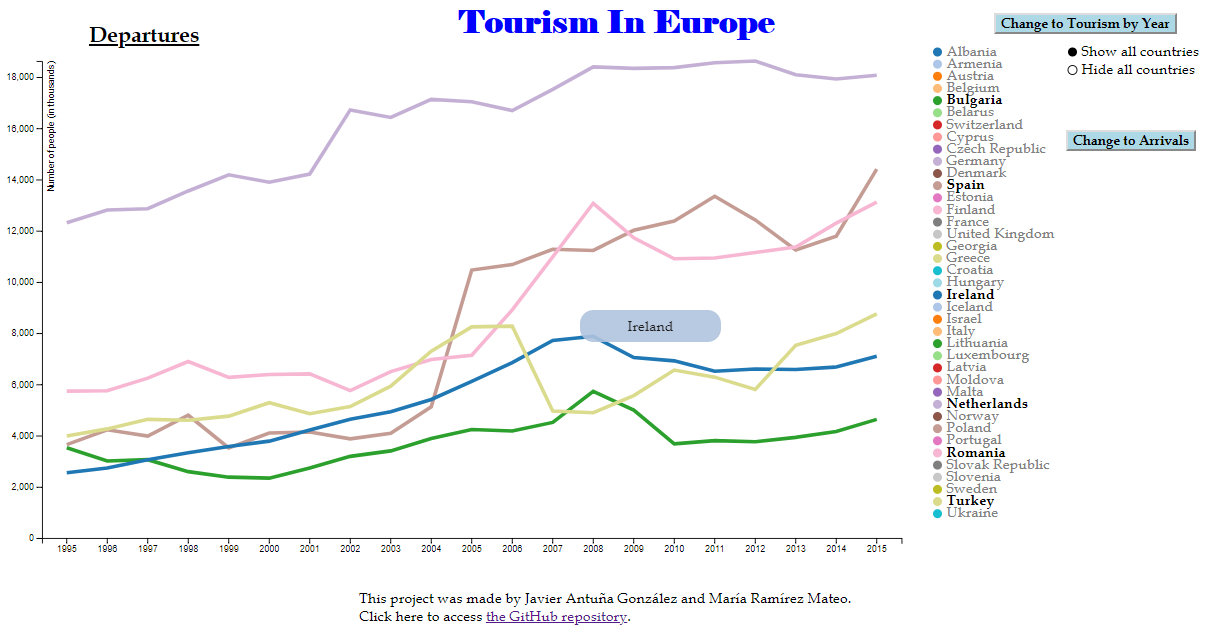 Tourism In Europe
Departures
Change to Tourism by Year
Show all countries
Hide all countries
Change to Arrivals
Number of people (in thousands)
18,000
16,000
14,000
12,000
10,000
8,000
6,000
4,000
2,000
0
1995 1996 1997 1998 1999 2000 2001 2002 2003 2004 2005 2006 2007 2008 2009 2010 2011 2012 2013 2014 2015
Ireland
Albania
Armenia
Austria
Belgium
Bulgaria
Belarus
Switzerland
Cyprus
Czech Republic
Germany
Denmark
Spain
Estonia
Finland
France
United Kingdom
Georgia
Greece
Croatia
Hungary
Ireland
Iceland
Israel
Italy
Lithuania
Luxembourg
Latvia
Moldova
Malta
Netherlands
Norway
Poland
Portugal
Romania
Slovak Republic
Slovenia
Sweden
Turkey
Ukraine
This project was made by Javier Antuña González and María Ramírez Mateo.
Click here to access the GitHub repository.